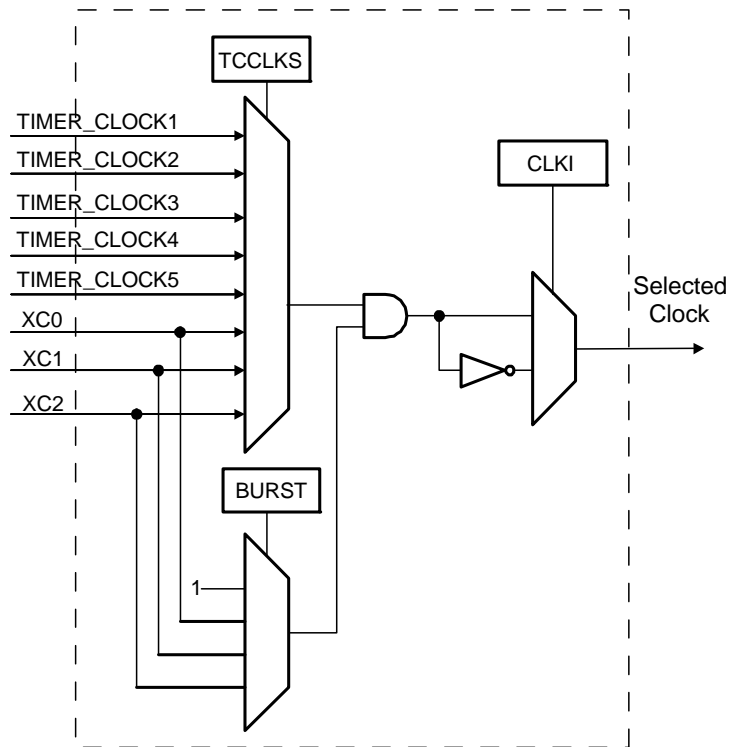 TCCLKS
TIMER_CLOCK1
TIMER_CLOCK2
TIMER_CLOCK3
TIMER_CLOCK4
TIMER_CLOCK5
XC0
XC1
XC2
CLKI
Selected
Clock
BURST
1